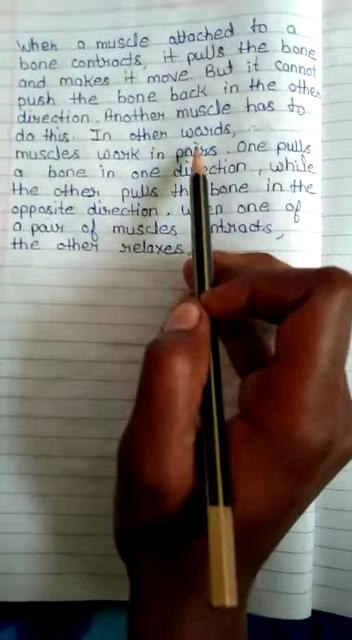 When a muscle attached to a
bone contracts, it pulls the bone
and makes it move. But it cannot
push the bone back in the other
direction. Another muscle has to
do this. In other words,
muscles work in pairs. One pulls
a bone in one direction, while
the other pulls the bone in the
opposite direction. When one of
a pair of muscles contracts,
the other relaxes.